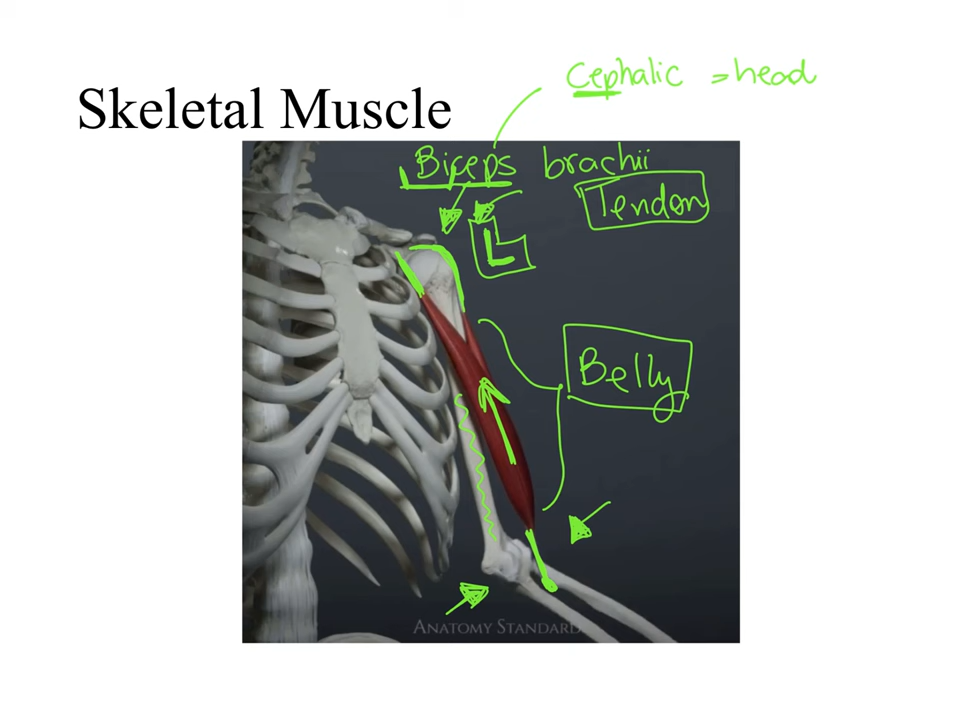 Cephalic = head
Skeletal Muscle
Biceps brachii
Tendon
L
Belly
ANATOMY STANDARD